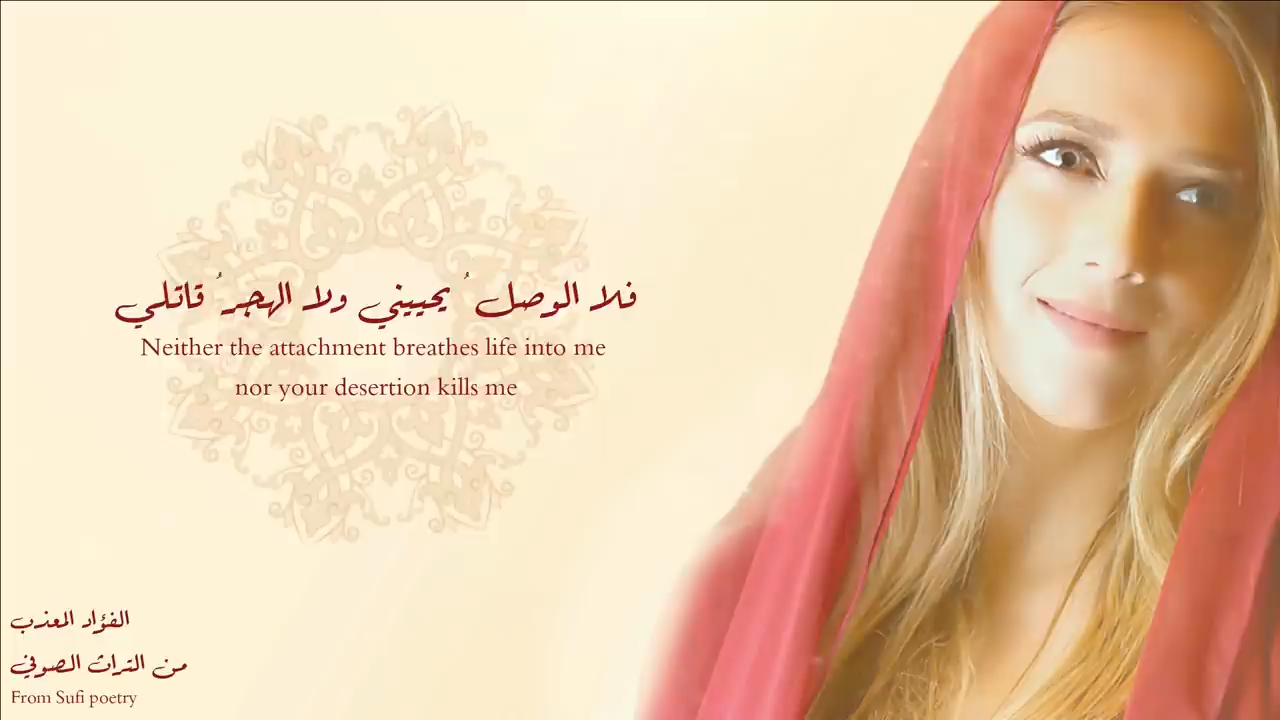 فلا الوصلُ يحييني ولا الهجرُ قاتلي
Neither the attachment breathes life into me
nor your desertion kills me
الفؤاد المعذب
من التراث الصوفي
From Sufi poetry